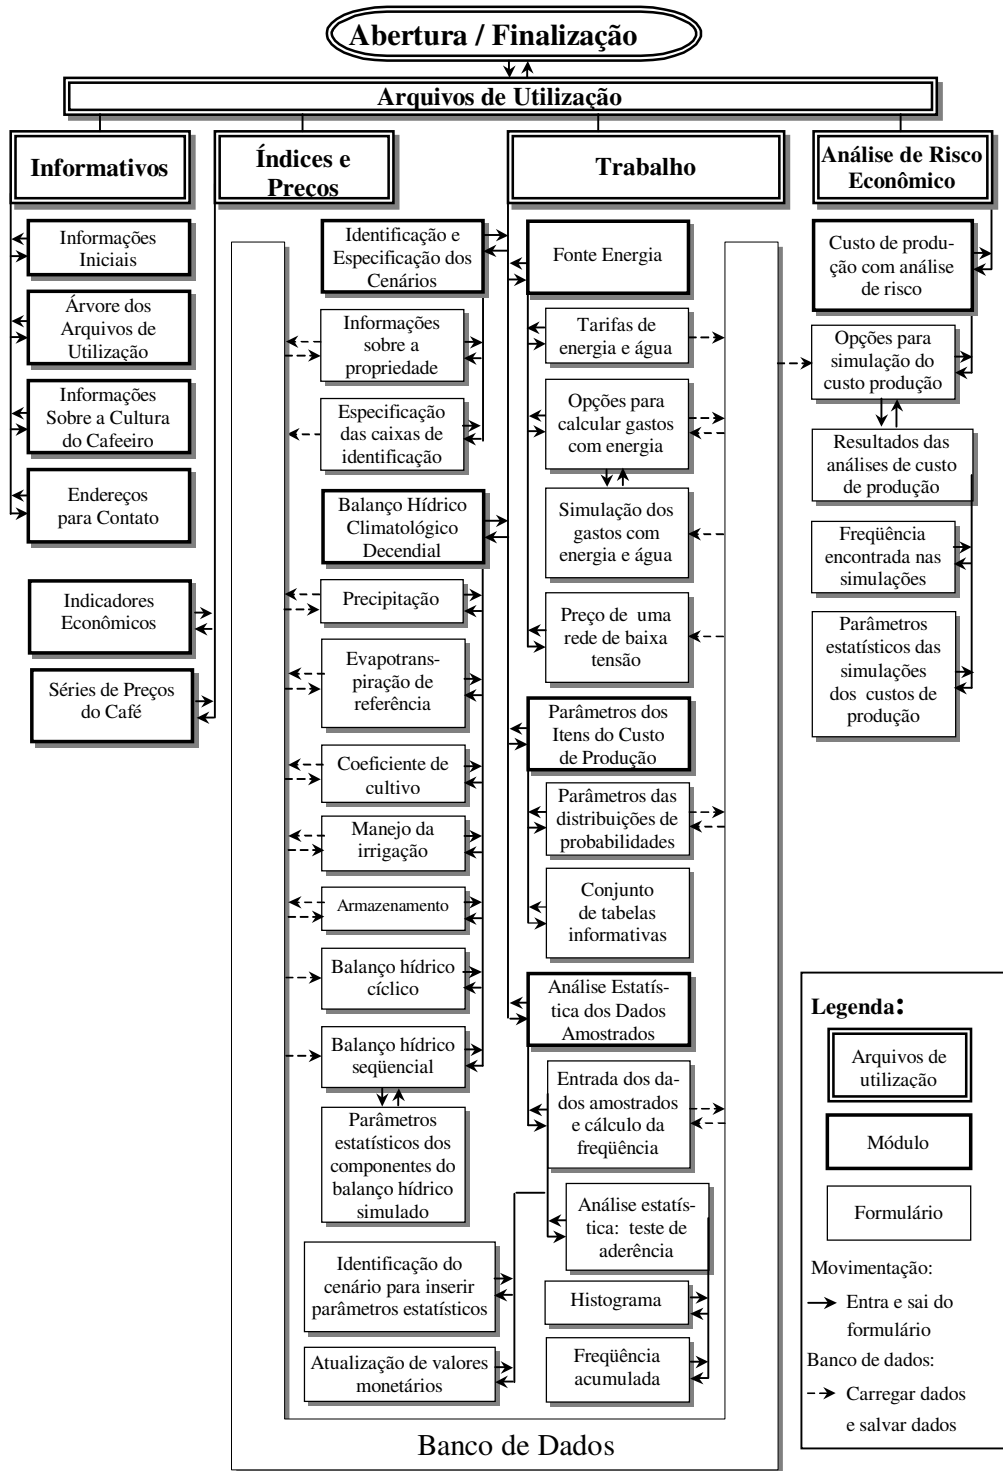 Abertura / Finalização
Arquivos de Utilização
Informativos
Índices e
Preços
Trabalho
Análise de Risco
Econômico
Informações
Iniciais
Árvore dos
Arquivos de
Utilização
Informações
Sobre a Cultura
do Cafeeiro
Endereços
para Contato
Indicadores
Econômicos
Séries de Preços
do Café
Identificação e
Especificação dos
Cenários
Informações
sobre a
propriedade
Especificação
das caixas de
identificação
Balanço Hídrico
Climatológico
Decendial
Precipitação
Evapotrans-
piração de
referência
Coeficiente de
cultivo
Manejo da
irrigação
Armazenamento
Balanço hídrico
cíclico
Balanço hídrico
seqüencial
Parâmetros
estatísticos dos
componentes do
balanço hídrico
simulado
Identificação do
cenário para inserir
parâmetros estatísticos
Atualização de valores
monetários
Fonte Energia
Tarifas de
energia e água
Opções para
calcular gastos
com energia
Simulação dos
gastos com
energia e água
Preço de uma
rede de baixa
tensão
Parâmetros dos
Itens do Custo
de Produção
Parâmetros das
distribuições de
probabilidades
Conjunto
de tabelas
informativas
Análise Estatís-
tica dos Dados
Amostrados
Entrada dos da-
dos amostrados
e cálculo da
freqüência
Análise estatís-
tica: teste de
aderência
Histograma
Freqüência
acumulada
Banco de Dados
Custo de produ-
ção com análise
de risco
Opções para
simulação do
custo produção
Resultados das
análises de custo
de produção
Freqüência
encontrada nas
simulações
Parâmetros
estatísticos das
simulações
dos custos de
produção
Legenda:
Arquivos de
utilização
Módulo
Formulário
Movimentação:
Entra e sai do
formulário
Banco de dados:
Carregar dados
e salvar dados